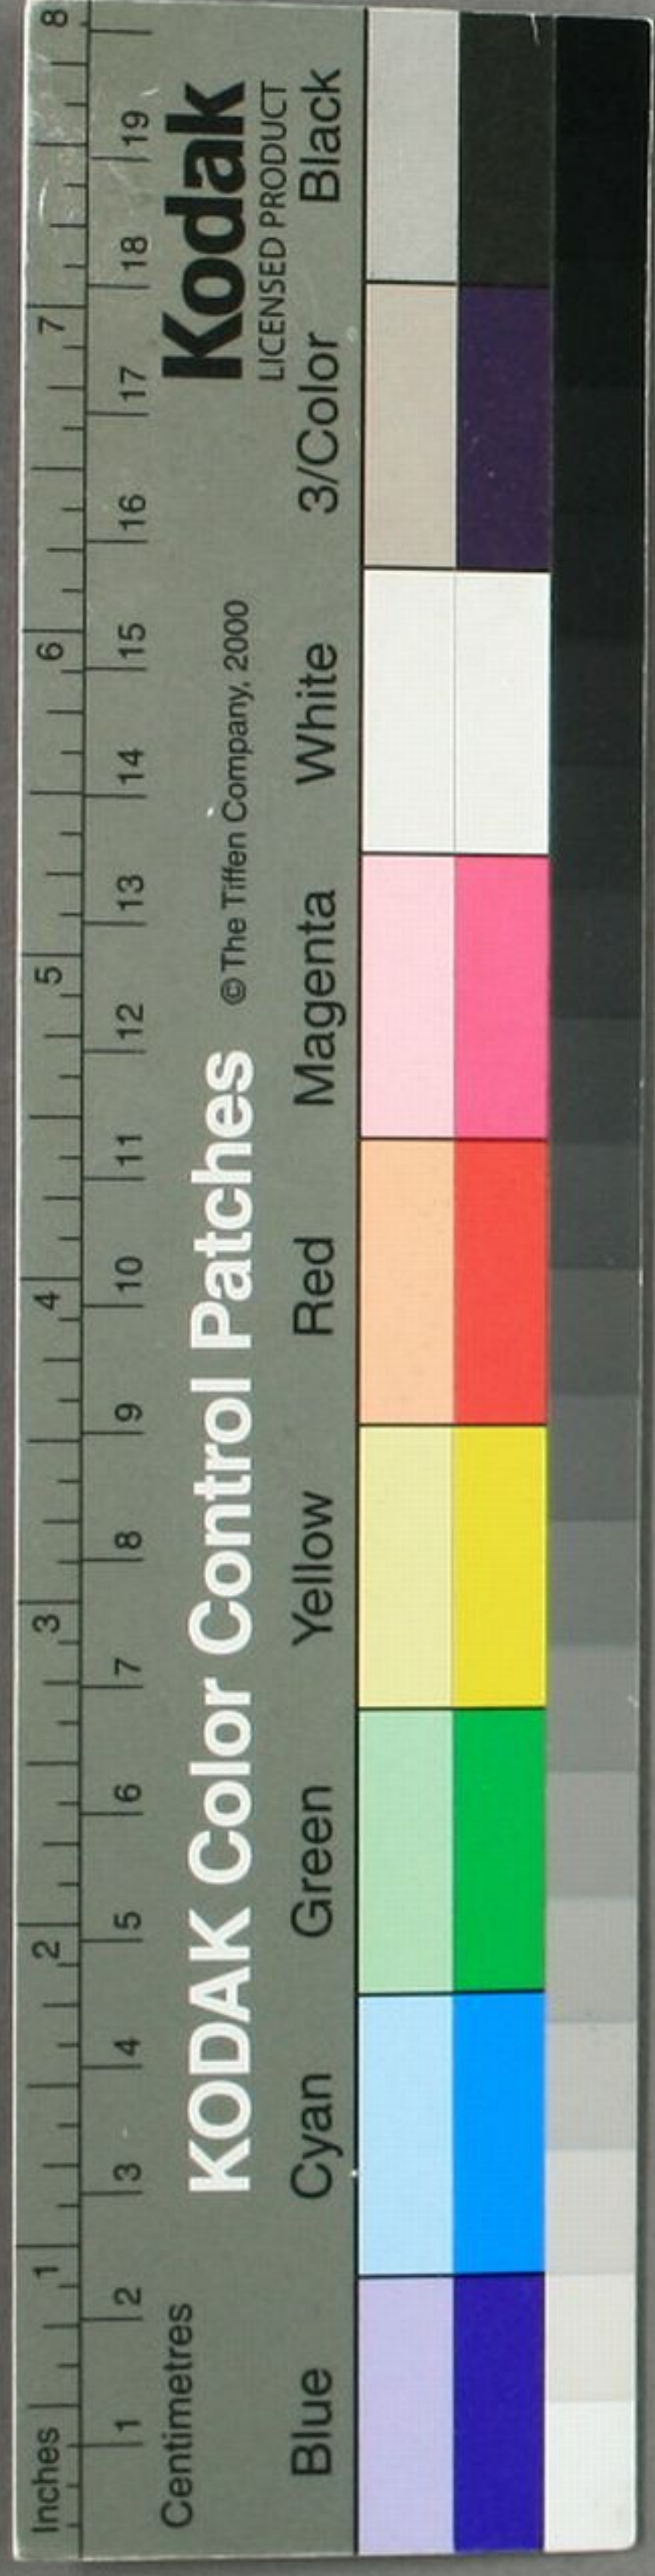 Inches 1 2 3 4 5 6 7 8
1 2 3 4 5 6 7 8 9 10 11 12 13 14 15 16 17 18 19
Centimetres
KODAK Color Control Patches © The Tiffen Company, 2000 Kodak
LICENSED PRODUCT
Blue Cyan Green Yellow Red Magenta White 3/Color Black